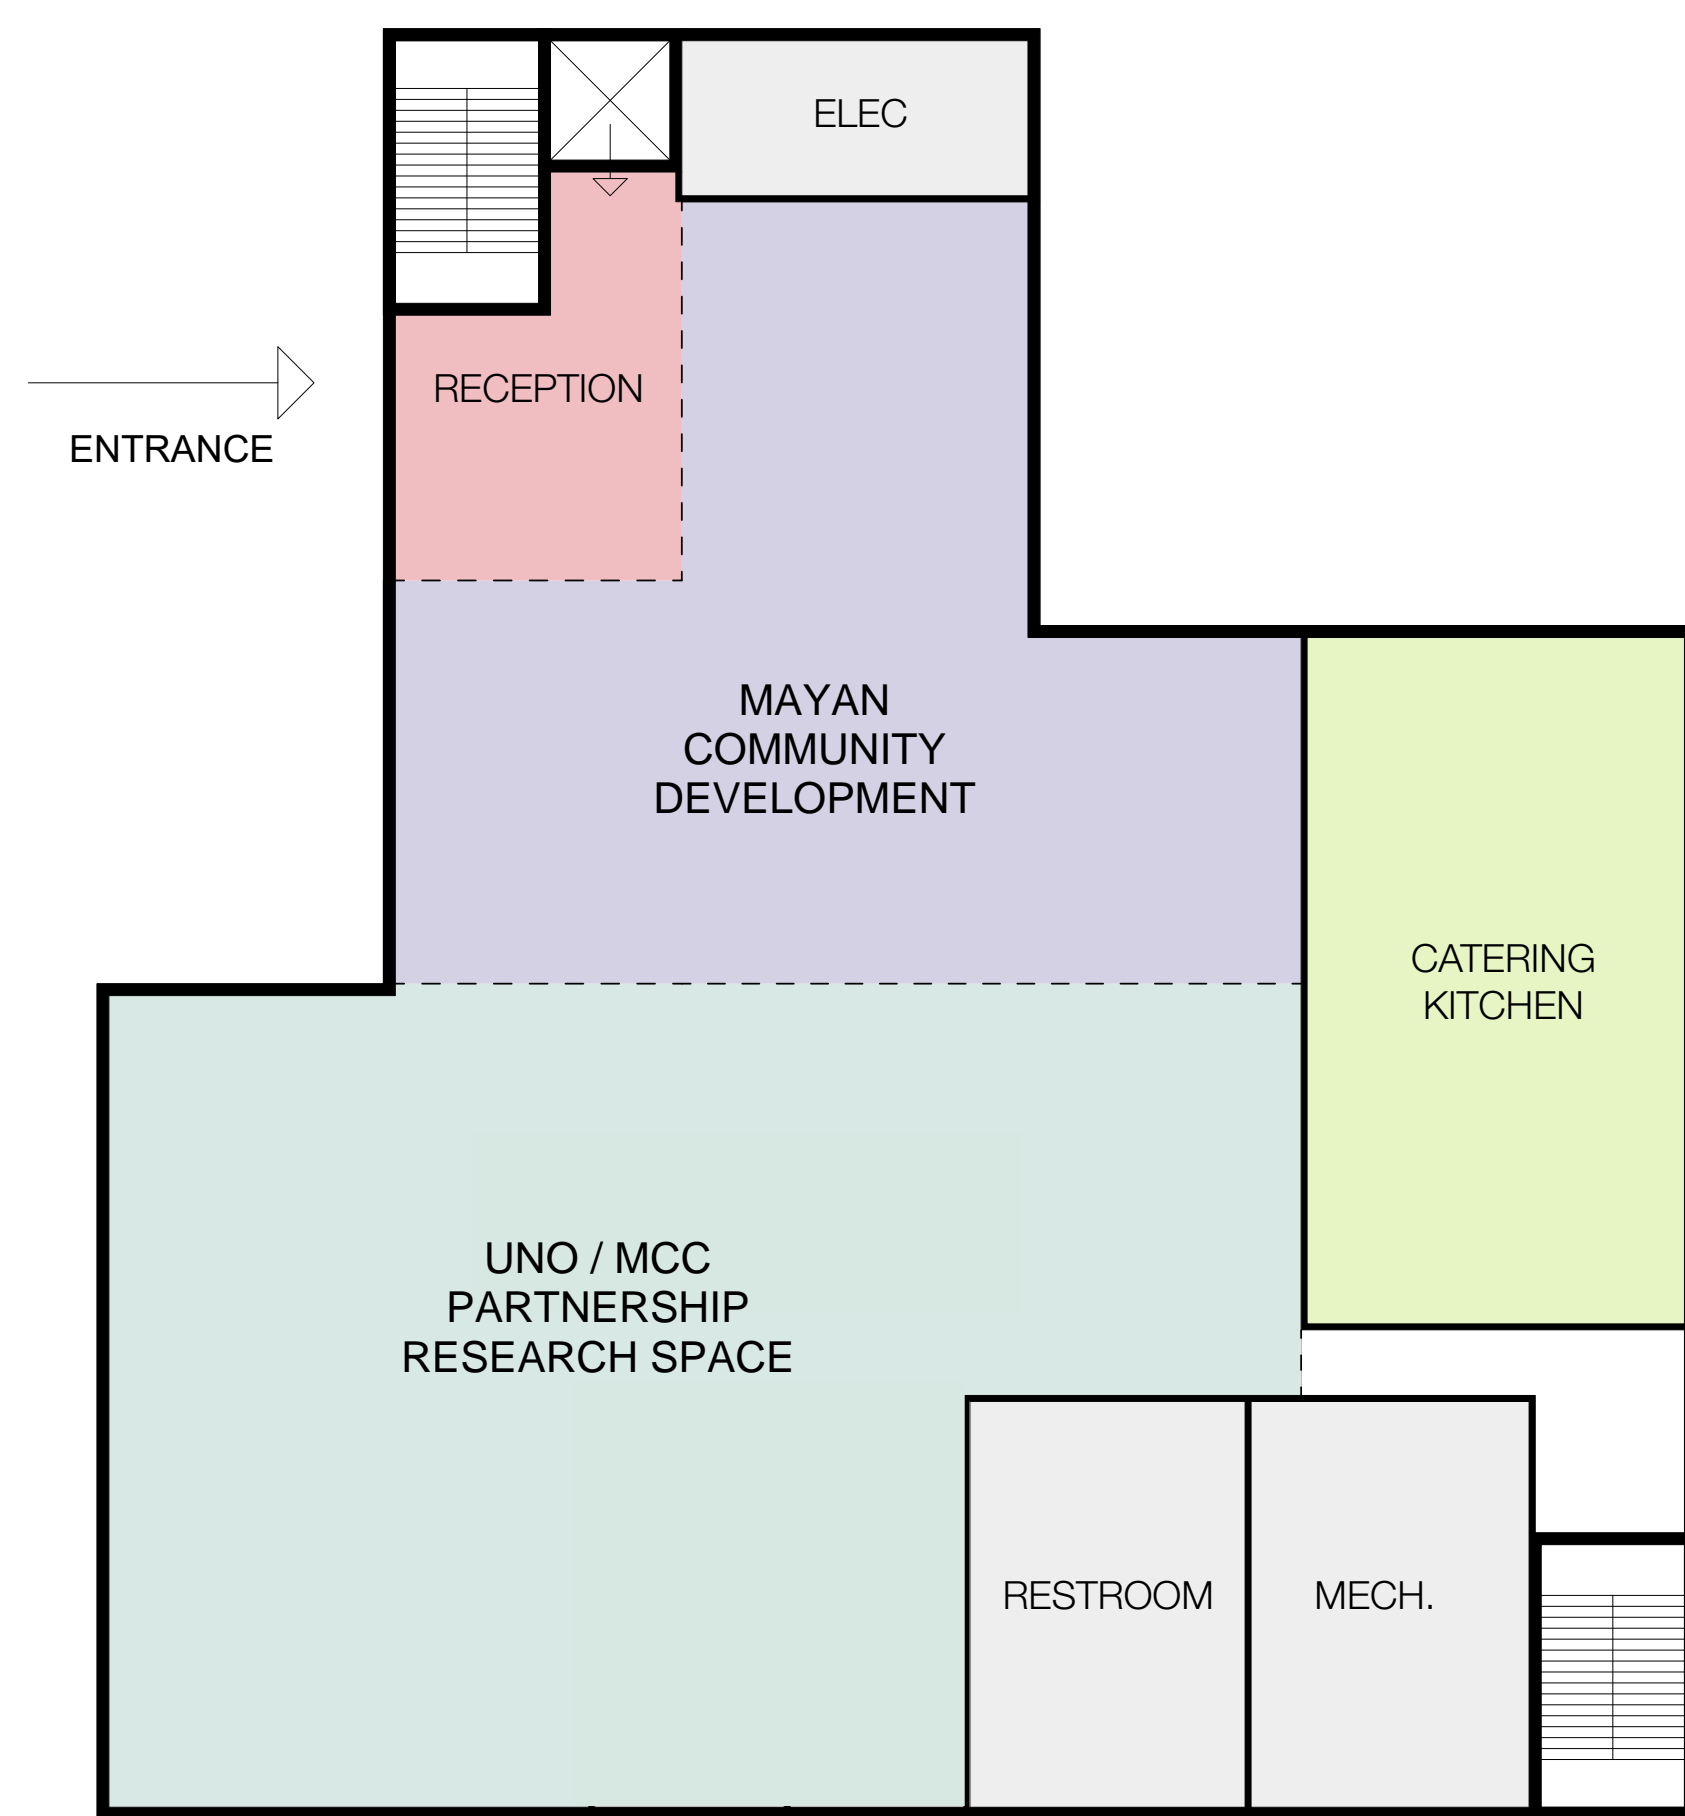 ELEC
RECEPTION
ENTRANCE
MAYAN
COMMUNITY
DEVELOPMENT
CATERING
KITCHEN
UNO / MCC
PARTNERSHIP
RESEARCH SPACE
RESTROOM
MECH.